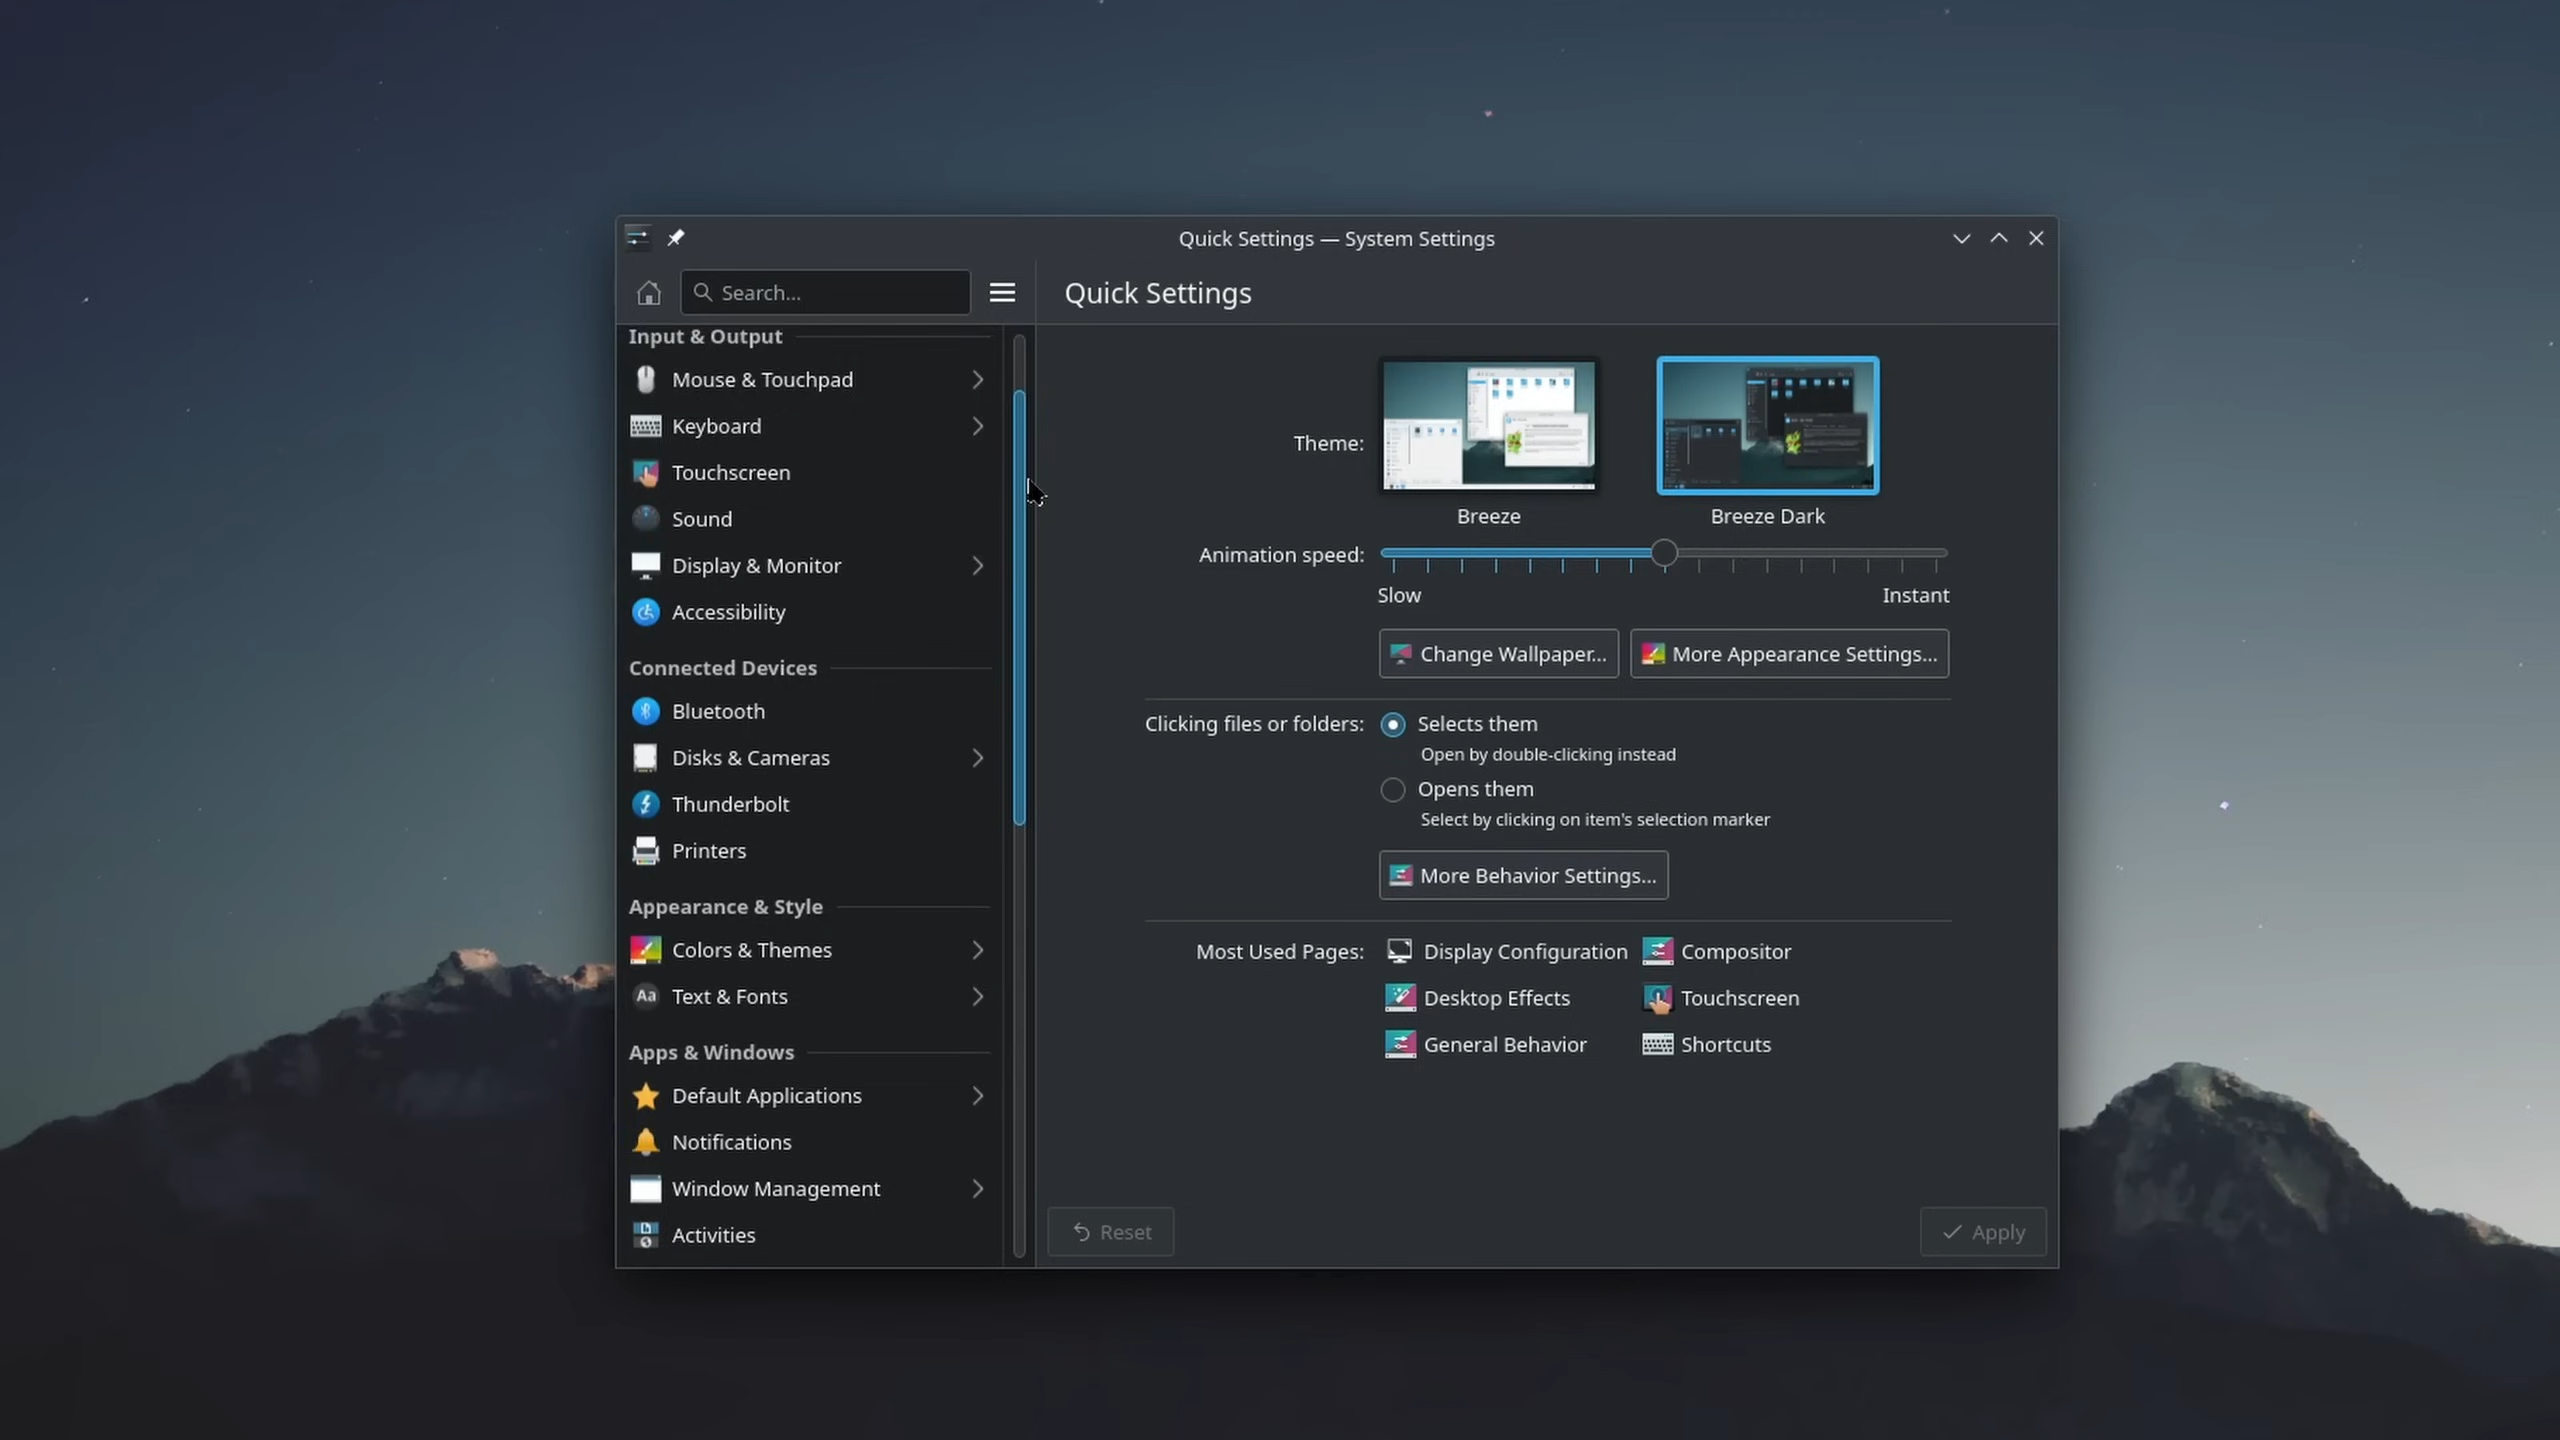 Quick Settings — System Settings
Search...
Quick Settings
Input & Output
Mouse & Touchpad
Keyboard
Touchscreen
Sound
Display & Monitor
Accessibility
Connected Devices
Bluetooth
Disks & Cameras
Thunderbolt
Printers
Appearance & Style
Colors & Themes
Aa Text & Fonts
Apps & Windows
Default Applications
Notifications
Window Management
Activities
Theme:
Breeze
Breeze Dark
Animation speed:
Slow
Instant
Change Wallpaper...
More Appearance Settings...
Clicking files or folders:
Selects them
Open by double-clicking instead
Opens them
Select by clicking on item's selection marker
More Behavior Settings...
Most Used Pages:
Display Configuration
Compositor
Desktop Effects
Touchscreen
General Behavior
Shortcuts
Reset
Apply